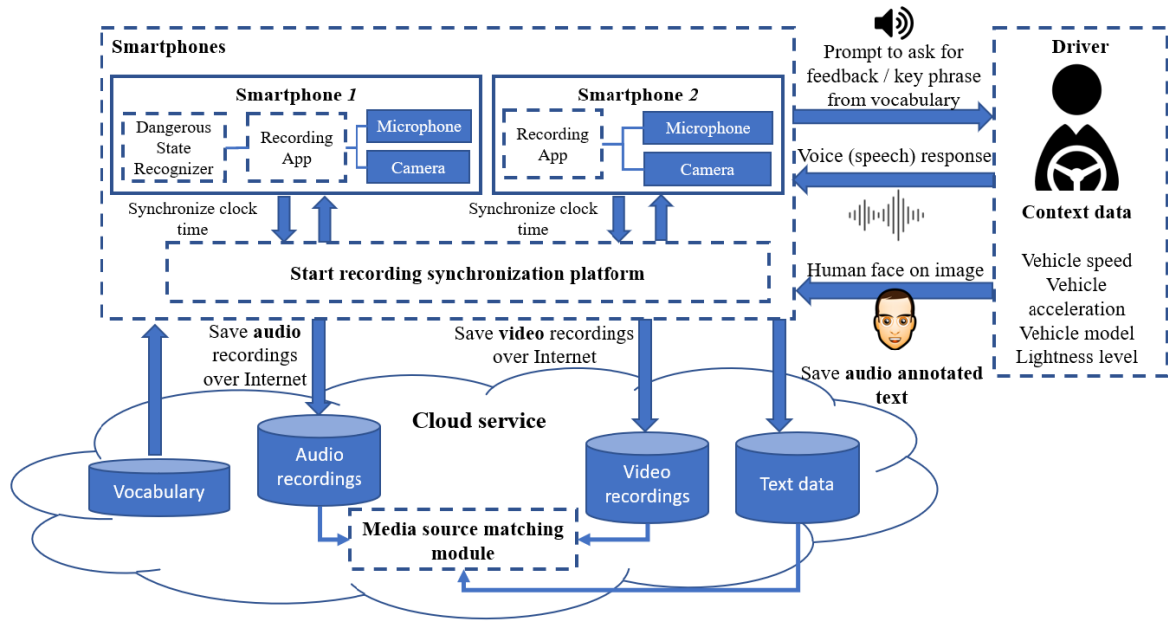 Smartphones
Smartphone 1
Dangerous
State
Recognizer
Recording
App
Microphone
Camera
Smartphone 2
Recording
App
Microphone
Camera
Prompt to ask for
feedback / key phrase
from vocabulary
Voice (speech) response
Human face on image
Driver
Context data
Vehicle speed
Vehicle
acceleration
Vehicle model
Lightness level
Synchronize clock
time
Synchronize clock
time
Start recording synchronization platform
Save audio
recordings
over Internet
Save video recordings
over Internet
Save audio annotated
text
Cloud service
Vocabulary
Audio
recordings
Video
recordings
Text data
Media source matching
module